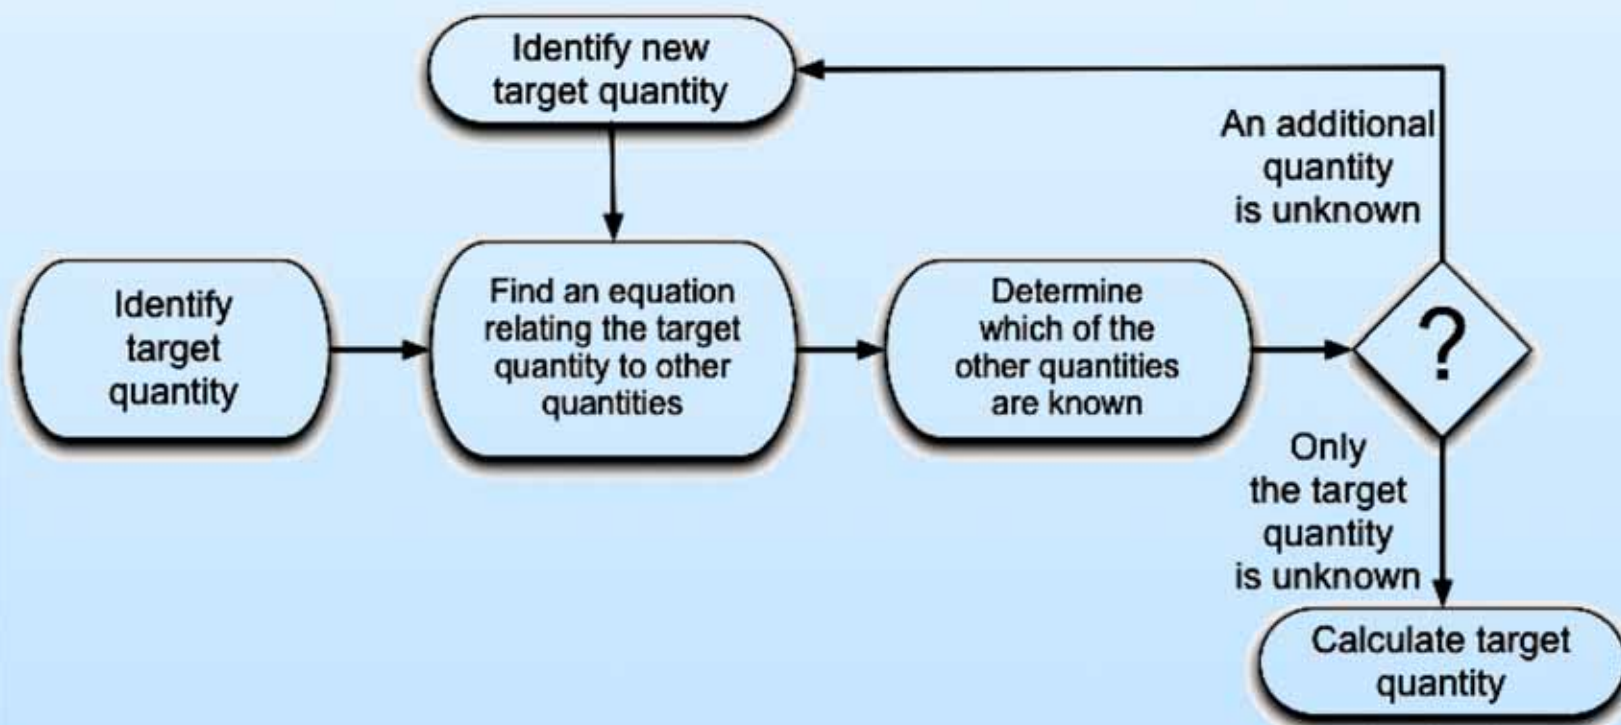 Identify new
target quantity
An additional
quantity
is unknown
Identify
target
quantity
Find an equation
relating the target
quantity to other
quantities
Determine
which of the
other quantities
are known
?
Only
the target
quantity
is unknown
Calculate target
quantity